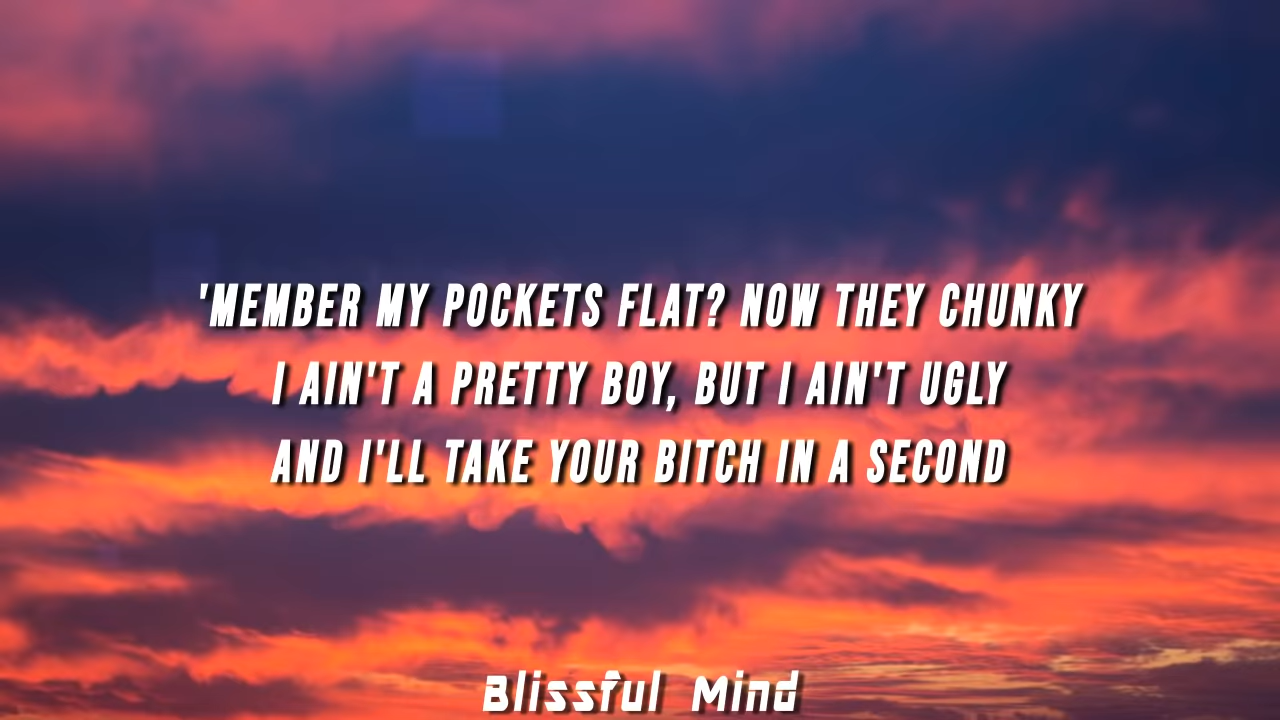 'MEMBER MY POCKETS FLAT? NOW THEY CHUNKY
I AIN'T A PRETTY BOY, BUT I AIN'T UGLY
AND I'LL TAKE YOUR BITCH IN A SECOND
Blissful Mind